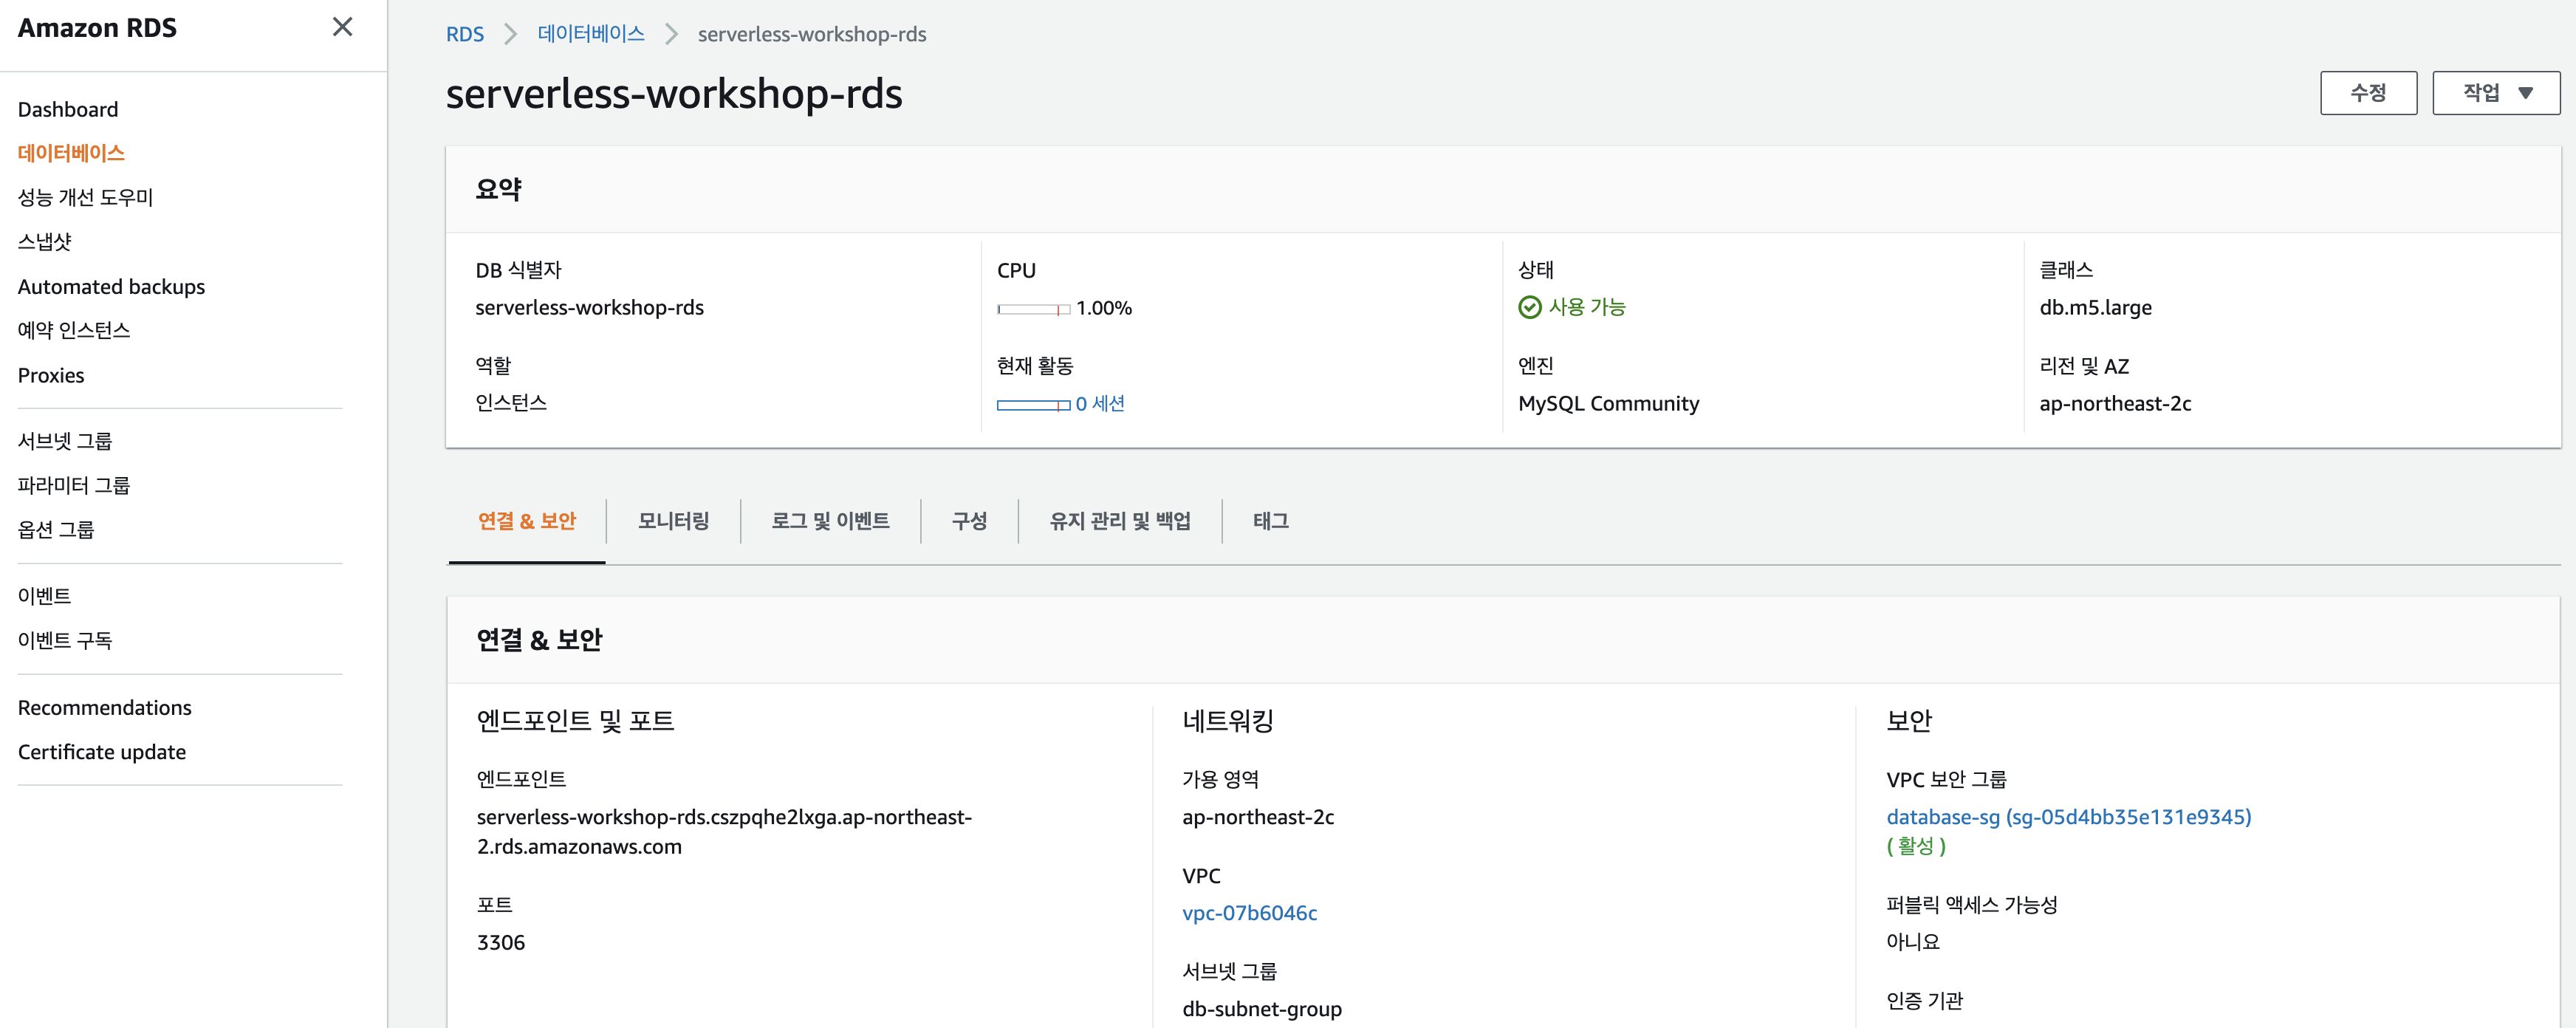 Amazon RDS
Dashboard
데이터베이스
성능 개선 도우미
스냅샷
Automated backups
예약 인스턴스
Proxies
서브넷 그룹
파라미터 그룹
옵션 그룹
이벤트
이벤트 구독
Recommendations
Certificate update
RDS 데이터베이스 serverless-workshop-rds
serverless-workshop-rds
수정 작업
요약
DB 식별자
serverless-workshop-rds
역할
인스턴스
CPU
1.00%
현재 활동
0 세션
상태
사용 가능
엔진
MySQL Community
클래스
db.m5.large
리전 및 AZ
ap-northeast-2c
연결 & 보안 모니터링 로그 및 이벤트 구성 유지 관리 및 백업 태그
연결 & 보안
엔드포인트 및 포트
엔드포인트
serverless-workshop-rds.cszpqhe2lxga.ap-northeast-
2.rds.amazonaws.com
포트
3306
네트워킹
가용 영역
ap-northeast-2c
VPC
vpc-07b6046c
서브넷 그룹
db-subnet-group
보안
VPC 보안 그룹
database-sg (sg-05d4bb35e131e9345)
( 활성 )
퍼블릭 액세스 가능성
아니요
인증 기관